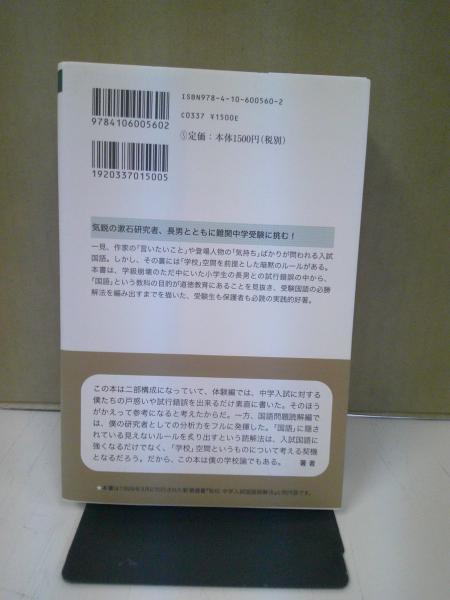 ISBN978-4-10-600560-2
C0337 ¥1500E
Ⓢ定価：本体1500円(税別)
9784106005602
1920337015005
気鋭の漱石研究者、長男とともに難関中学受験に挑む！
一見、作家の「言いたいこと」や登場人物の「気持ち」ばかりが問われる入試
国語。しかし、その裏には「学校」空間を前提とした暗黙のルールがある。
本書は、学級崩壊のただ中にいた小学生の長男との試行錯誤の中から、
「国語」という教科の目的が道徳教育にあることを見抜き、受験国語の必勝
解法を編み出すまでを描いた、受験生も保護者も必読の実践的好著。
この本は二部構成になっていて、体験編では、中学入試に対する
僕たちの戸惑いや試行錯誤を出来るだけ素直に書いた。そのほう
がかえって参考になると考えたからだ。一方、国語問題読解編で
は、僕の研究者としての分析力をフルに発揮した。「国語」に隠さ
れている見えないルールを炙り出すという読解法は、入試国語に
強くなるだけでなく、「学校」空間というものについて考える契機
となるだろう。だから、この本は僕の学校論でもある。 著者